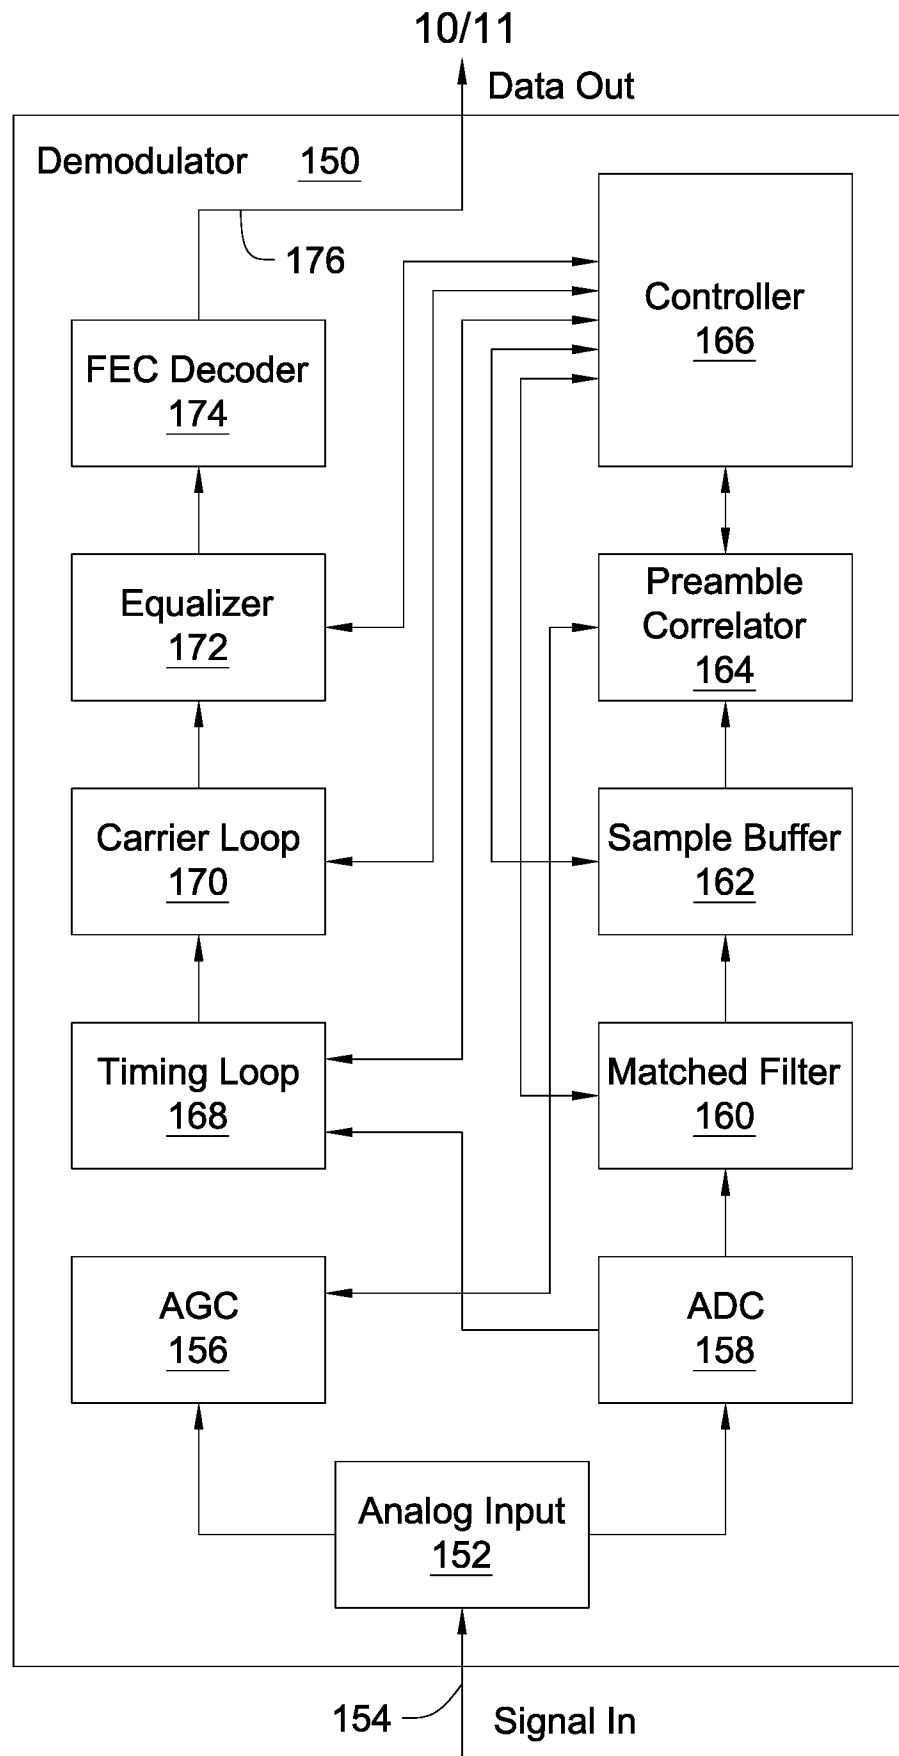 10/11
Data Out
Demodulator 150
176
Controller
166
FEC Decoder
174
Equalizer
172
Preamble
Correlator
164
Carrier Loop
170
Sample Buffer
162
Timing Loop
168
Matched Filter
160
AGC
156
ADC
158
Analog Input
152
154
Signal In